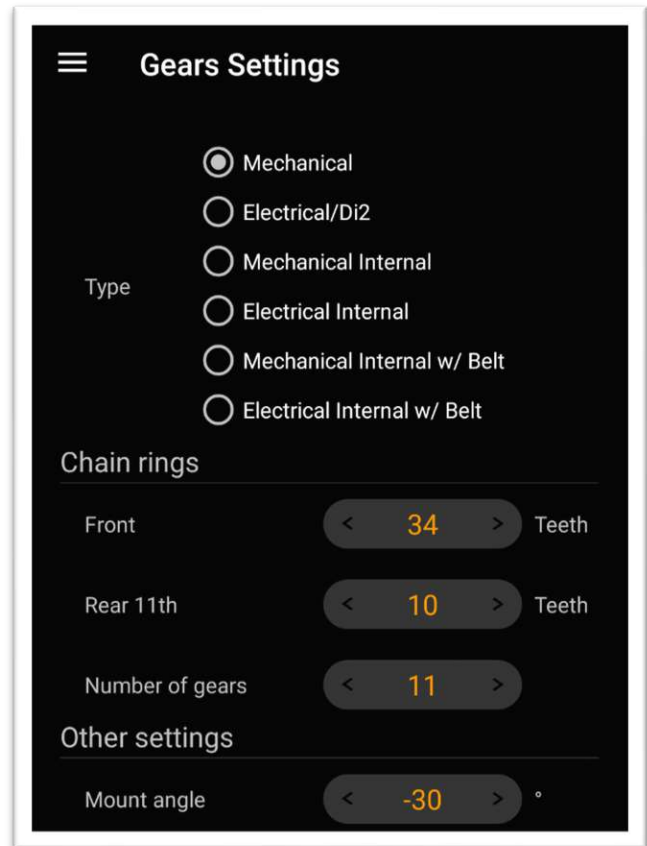 Gears Settings
Mechanical
Electrical/Di2
Mechanical Internal
Type
Electrical Internal
Mechanical Internal w/ Belt
Electrical Internal w/ Belt
Chain rings
Front < 34 > Teeth
Rear 11th < 10 > Teeth
Number of gears < 11 >
Other settings
Mount angle < -30 > °